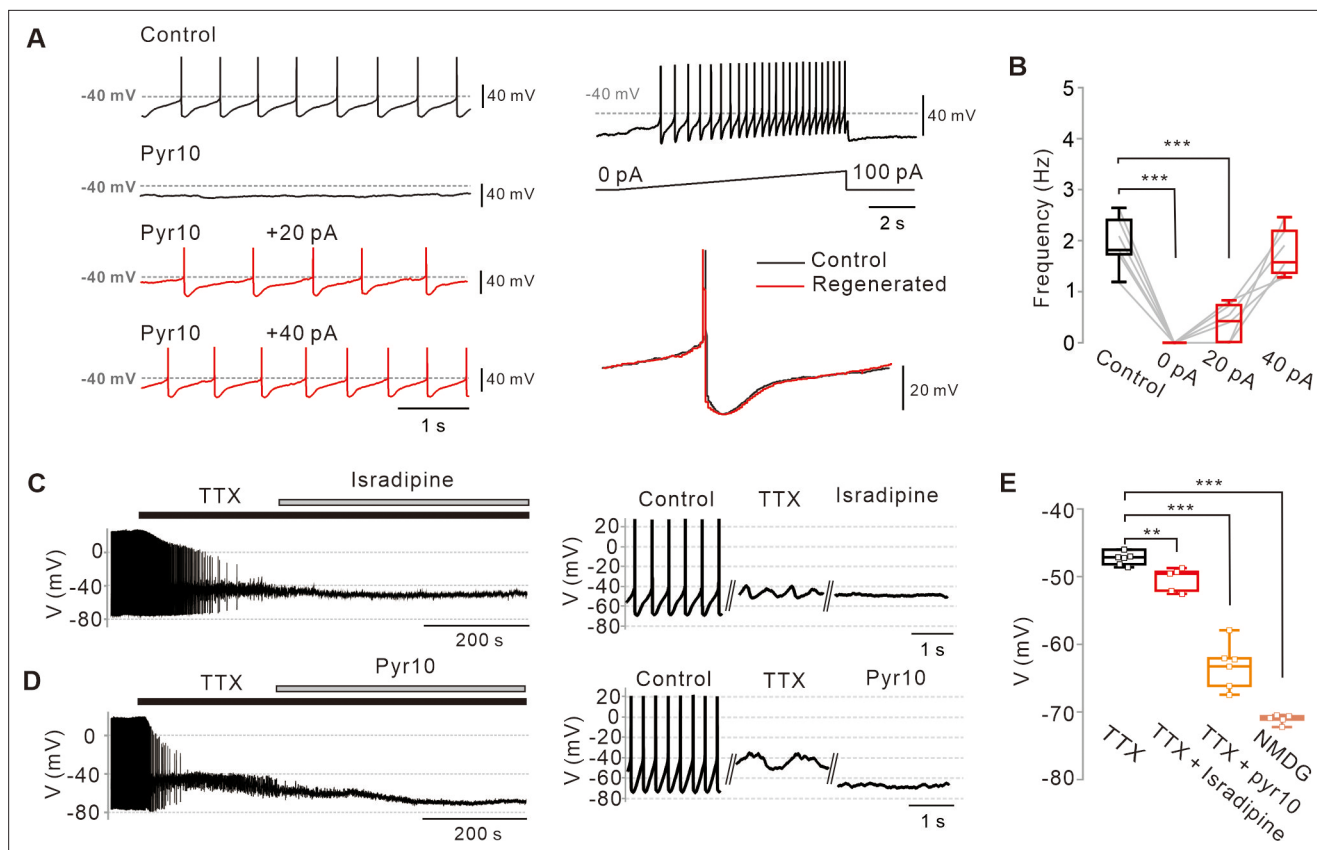 A
Control
-40 mV
40 mV
Pyr10
-40 mV
40 mV
Pyr10 +20 pA
-40 mV
40 mV
Pyr10 +40 pA
-40 mV
40 mV
1 s
-40 mV
40 mV
0 pA 100 pA
2 s
Control
Regenerated
20 mV
B
Frequency (Hz)
5
4
3
2
1
0
***
***
Control 0 pA 20 pA 40 pA
C
Isradipine
TTX
V (mV)
0
-40
-80
200 s
Control TTX Isradipine
V (mV)
20
0
-20
-40
-60
-80
1 s
D
Pyr10
TTX
V (mV)
0
-40
-80
200 s
Control TTX Pyr10
V (mV)
20
0
-20
-40
-60
-80
1 s
E
V (mV)
-40
-50
-60
-70
-80
***
***
**
TTX
TTX + Isradipine
TTX + pyr10
NMDG